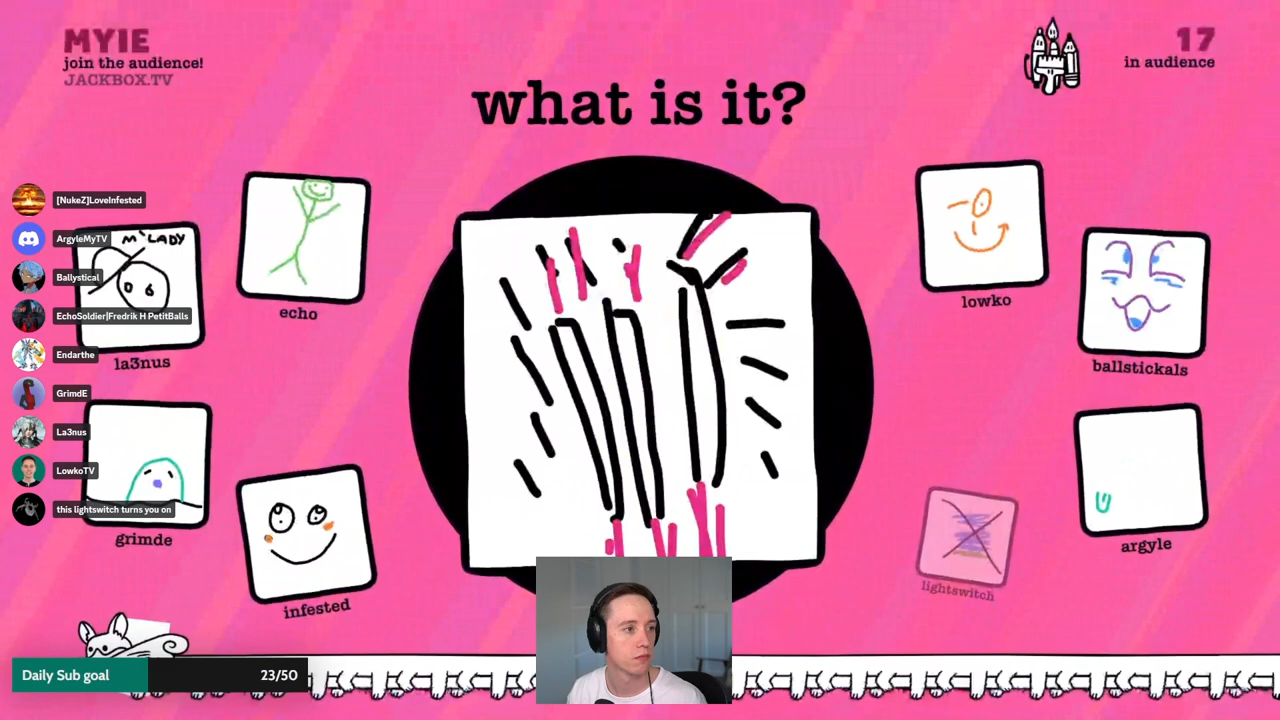 MYIE
join the audience!
JACKBOX.TV
17
in audience
what is it?
[NukeZ]LoveInfested
ArgyleMyTV
M'LADY
Ballystical
EchoSoldier|Fredrik H PetitBalls
Endarthe
la3nus
GrimdE
La3nus
LowkoTV
this lightswitch turns you on
grimde
echo
infested
lowko
ballstickals
argyle
lightswitch
Daily Sub goal
23/50